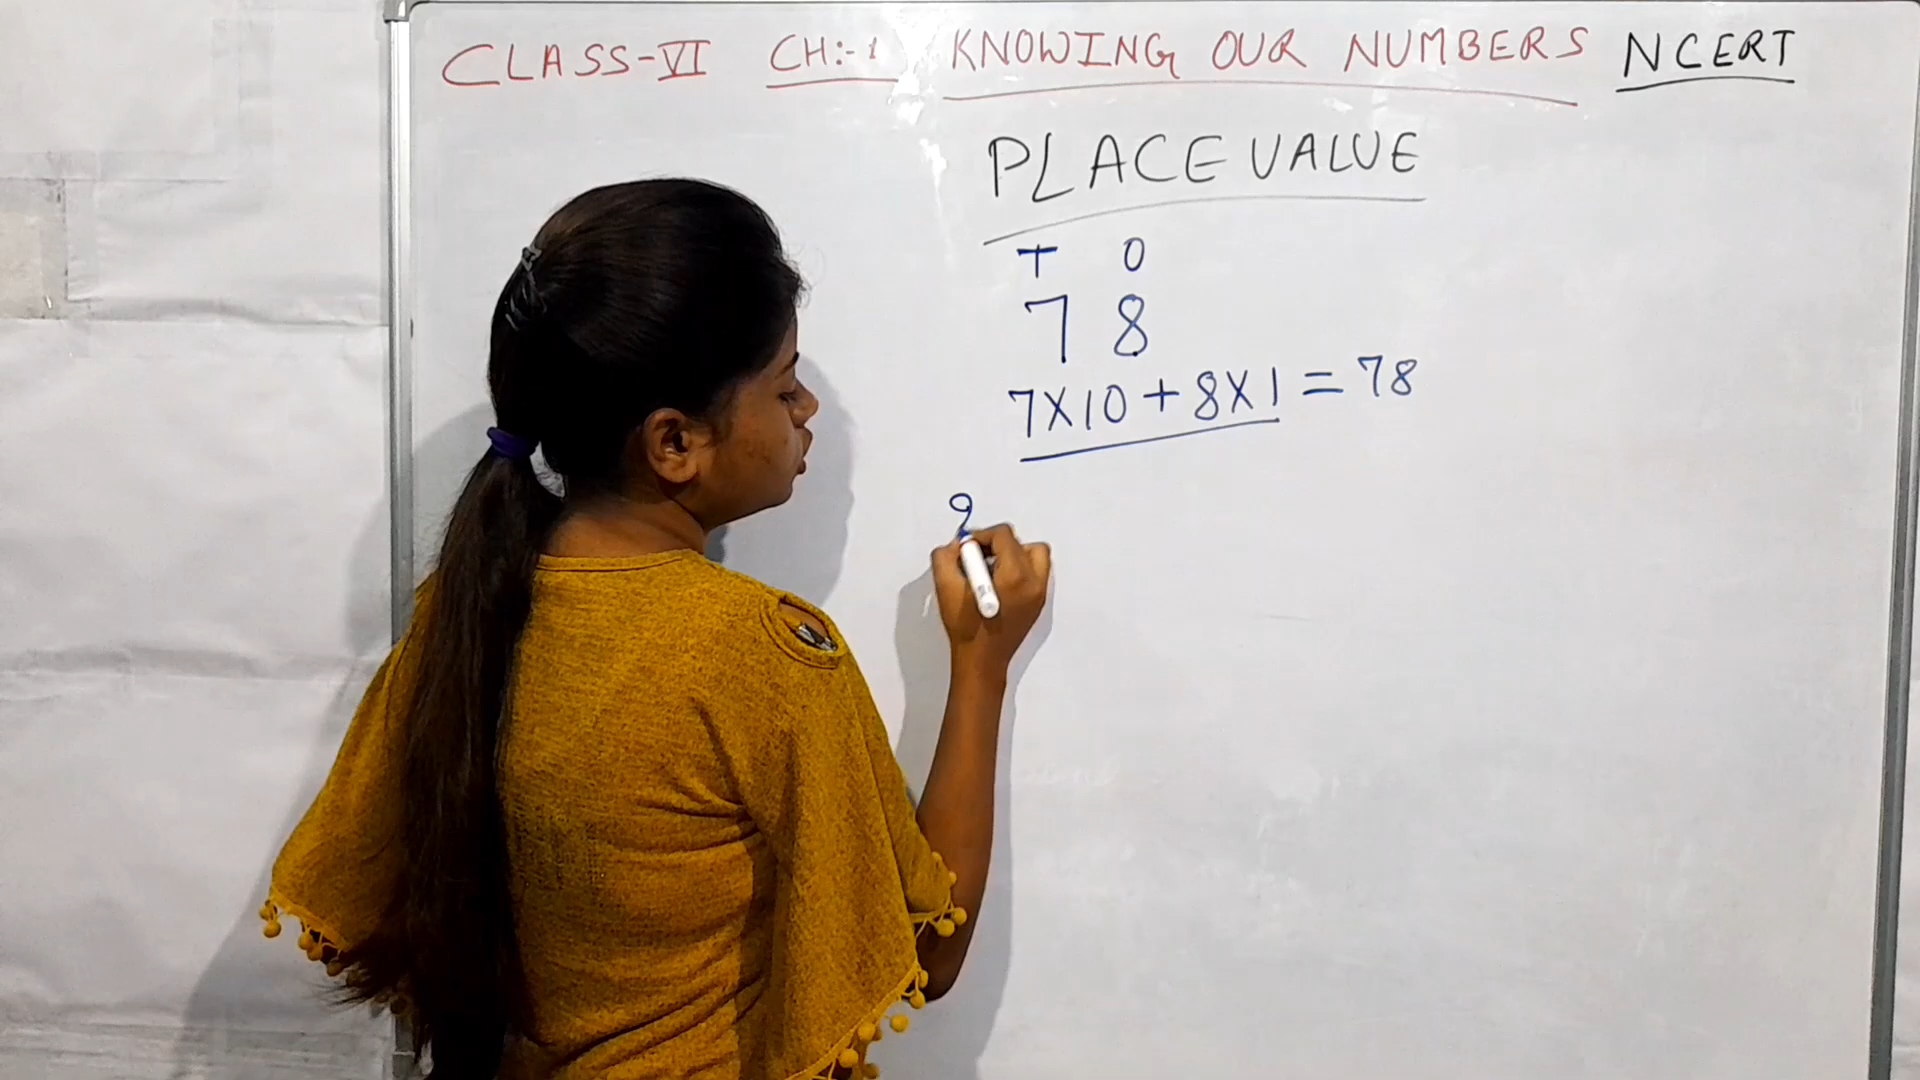 CLASS-VI CH:-1 KNOWING OUR NUMBERS NCERT
PLACE VALUE
T O
7 8
7X10 + 8X1 = 78
9